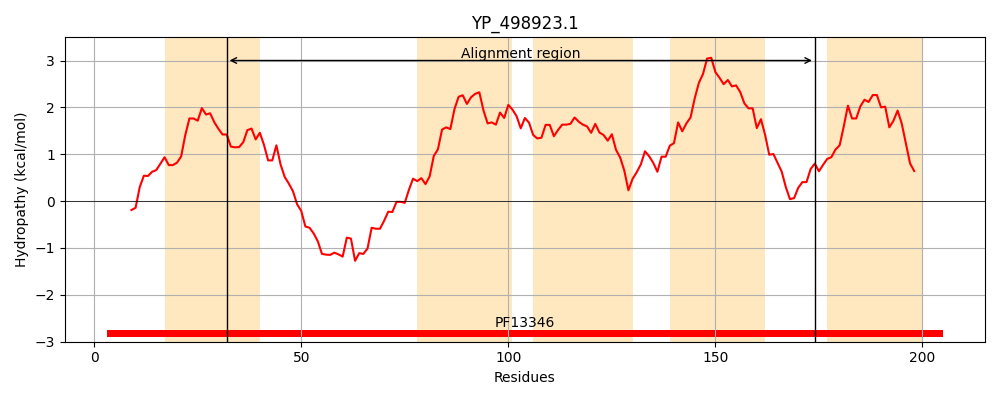 YP_498923.1
Alignment region
3
2
1
0
−1
−2
−3
Hydropathy (kcal/mol)
PF13346
0
50
100
150
200
Residues